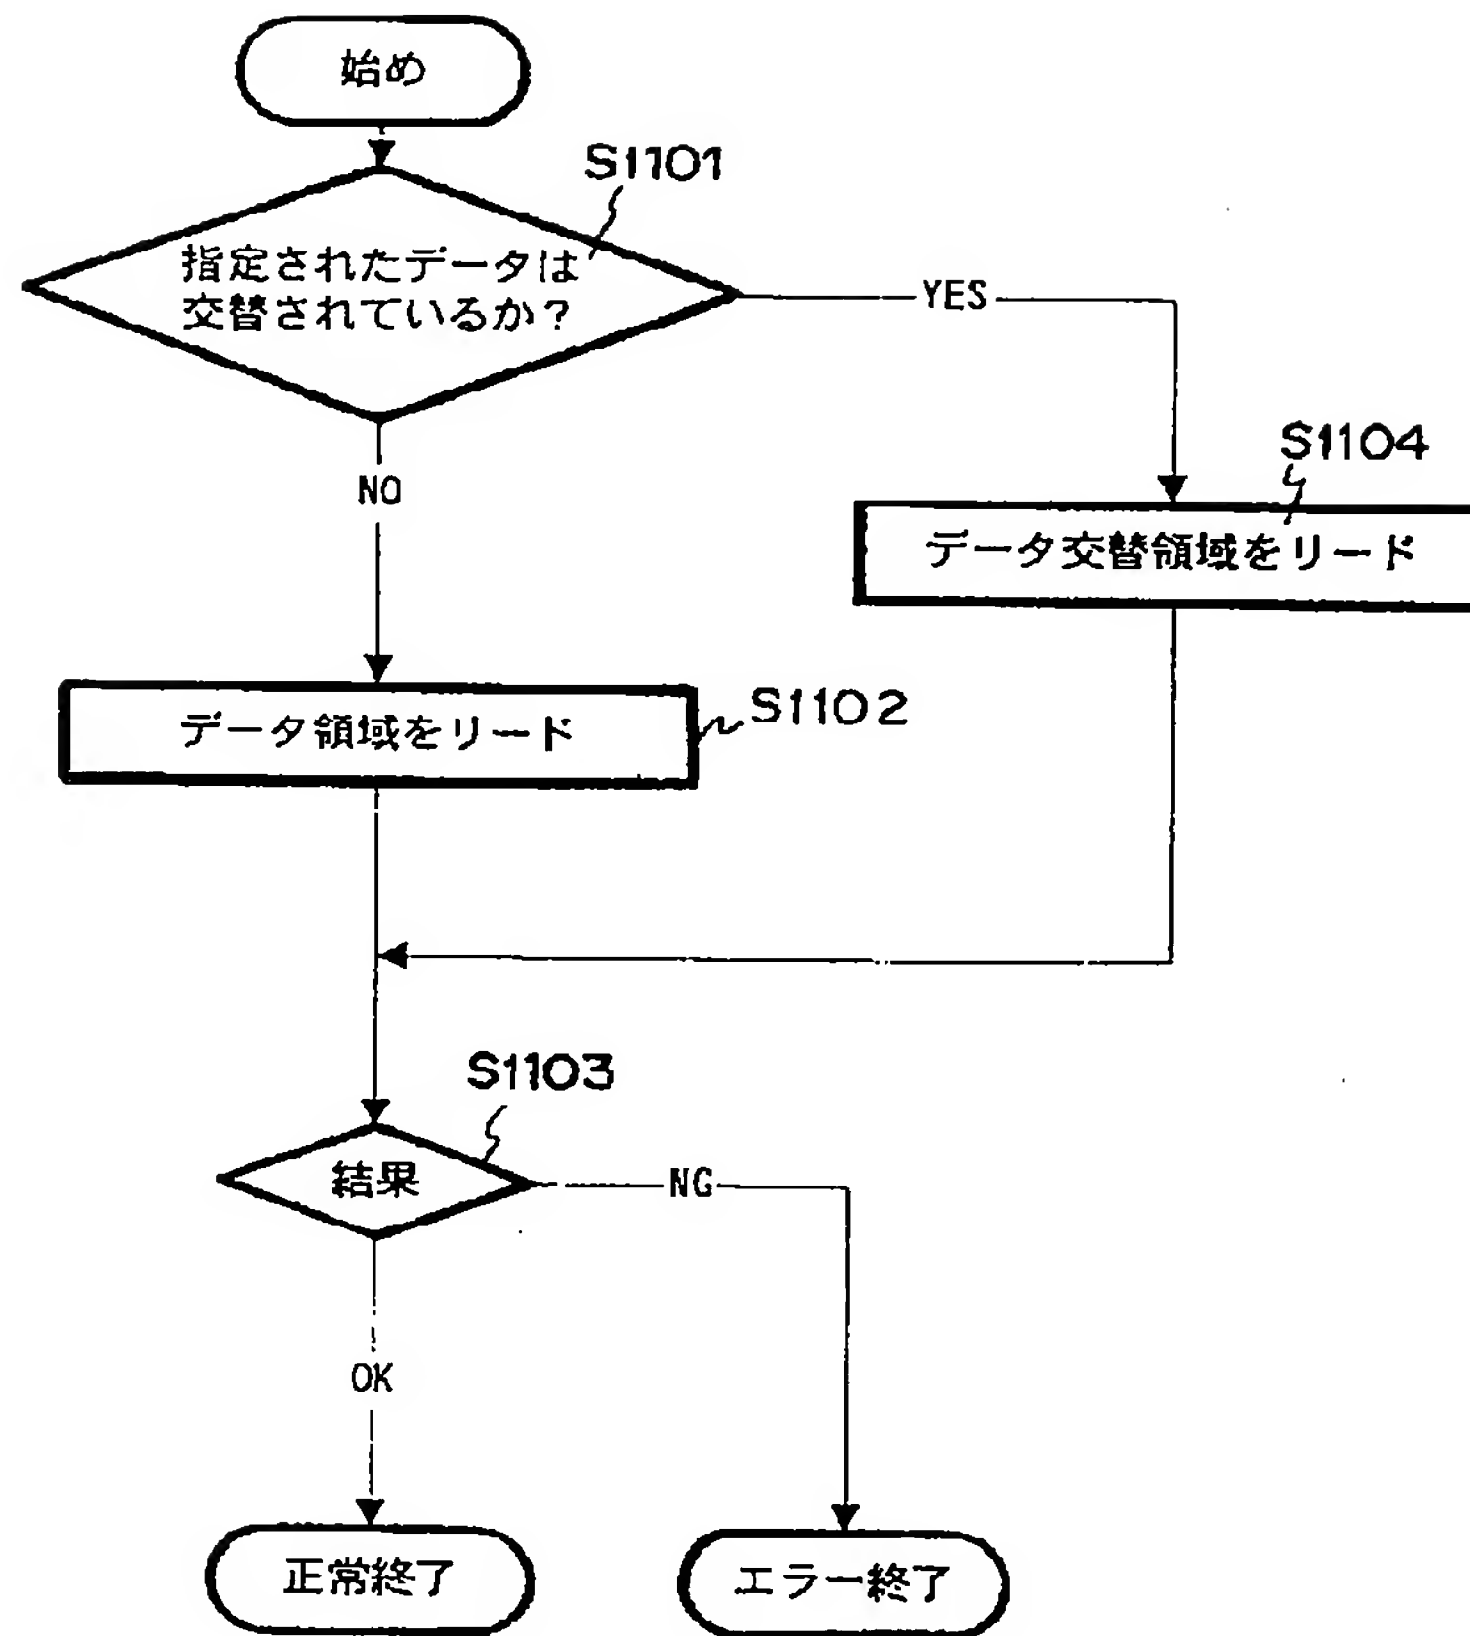 始め
S1101
指定されたデータは
交替されているか?
YES
NO
S1104
データ交替領域をリード
データ領域をリード
S1102
S1103
結果
NG
OK
正常終了
エラー終了